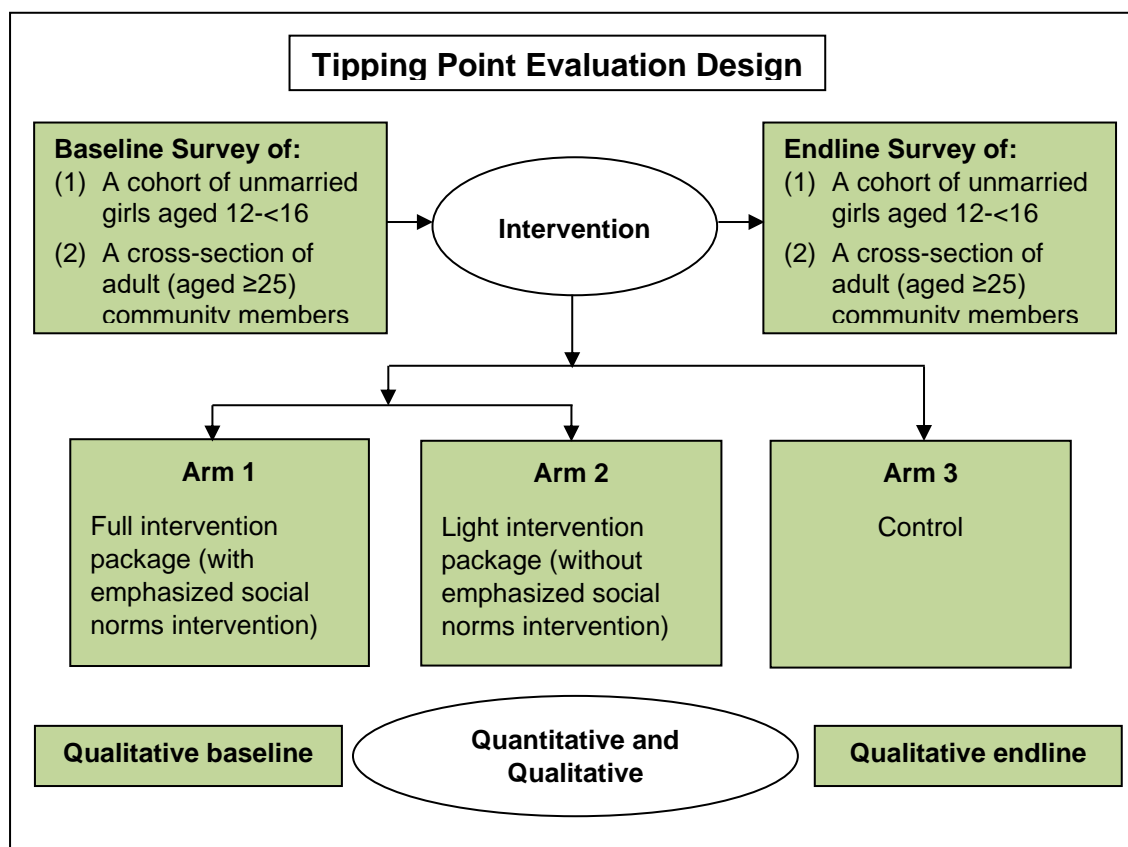 Tipping Point Evaluation Design
Baseline Survey of:
(1) A cohort of unmarried
girls aged 12-<16
(2) A cross-section of
adult (aged ≥25)
community members
Intervention
Endline Survey of:
(1) A cohort of unmarried
girls aged 12-<16
(2) A cross-section of
adult (aged ≥25)
community members
Arm 1
Full intervention
package (with
emphasized social
norms intervention)
Arm 2
Light intervention
package (without
emphasized social
norms intervention)
Arm 3
Control
Qualitative baseline
Quantitative and
Qualitative
Qualitative endline